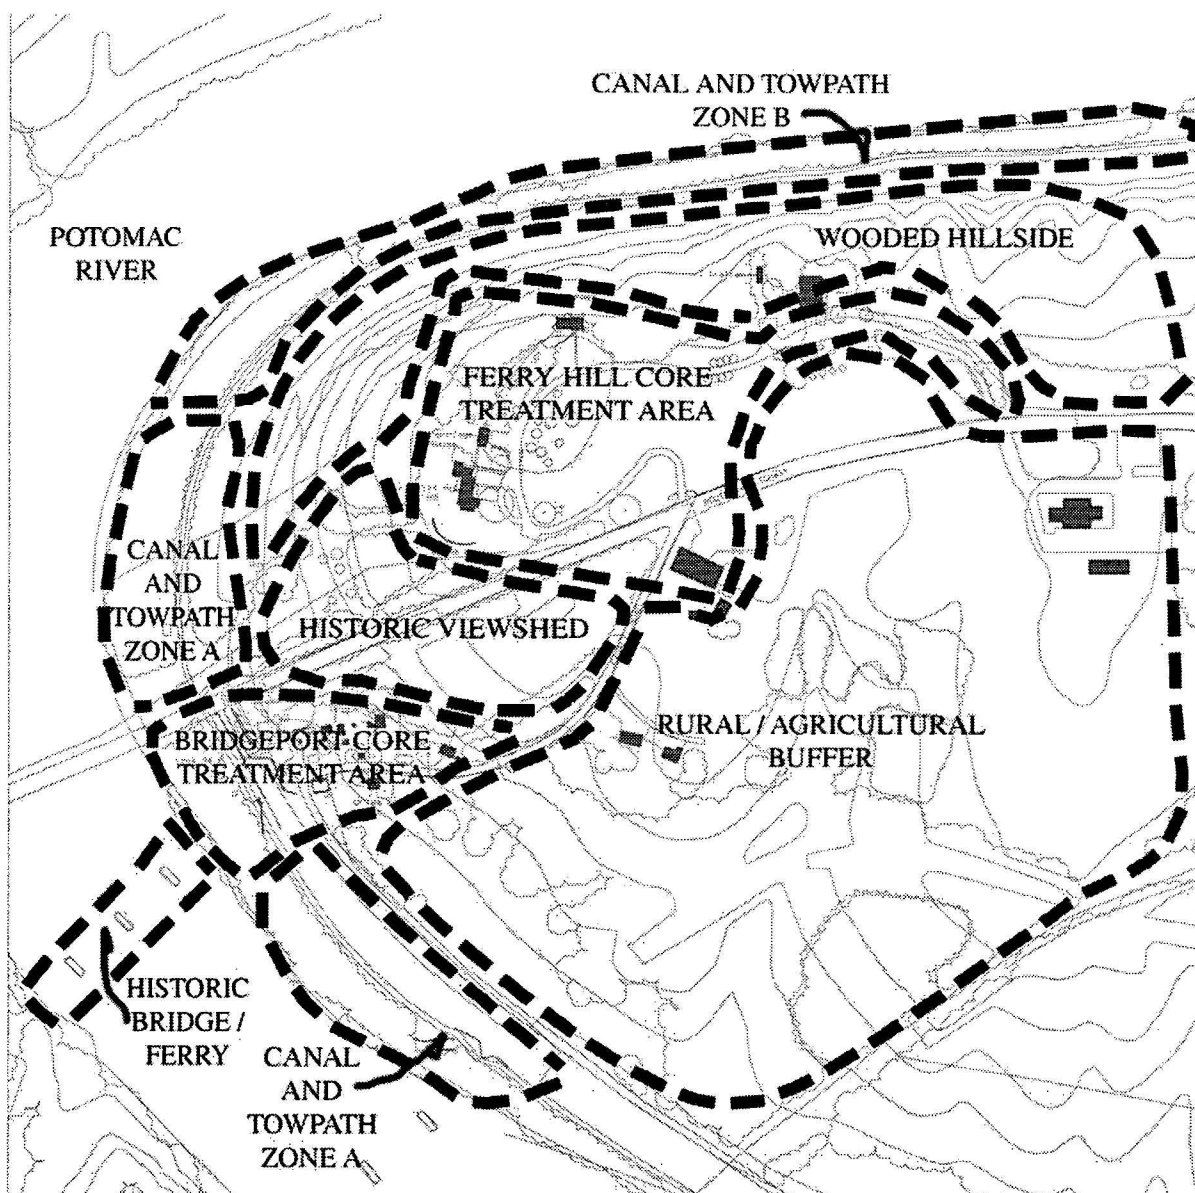 CANAL AND TOWPATH
ZONE B
POTOMAC
RIVER
WOODED HILLSIDE
FERRY HILL CORE
TREATMENT AREA
CANAL
AND
TOWPATH
ZONE A
HISTORIC VIEWSHED
RURAL / AGRICULTURAL
BUFFER
BRIDGEPORT CORE
TREATMENT AREA
HISTORIC
BRIDGE /
FERRY
CANAL
AND
TOWPATH
ZONE A